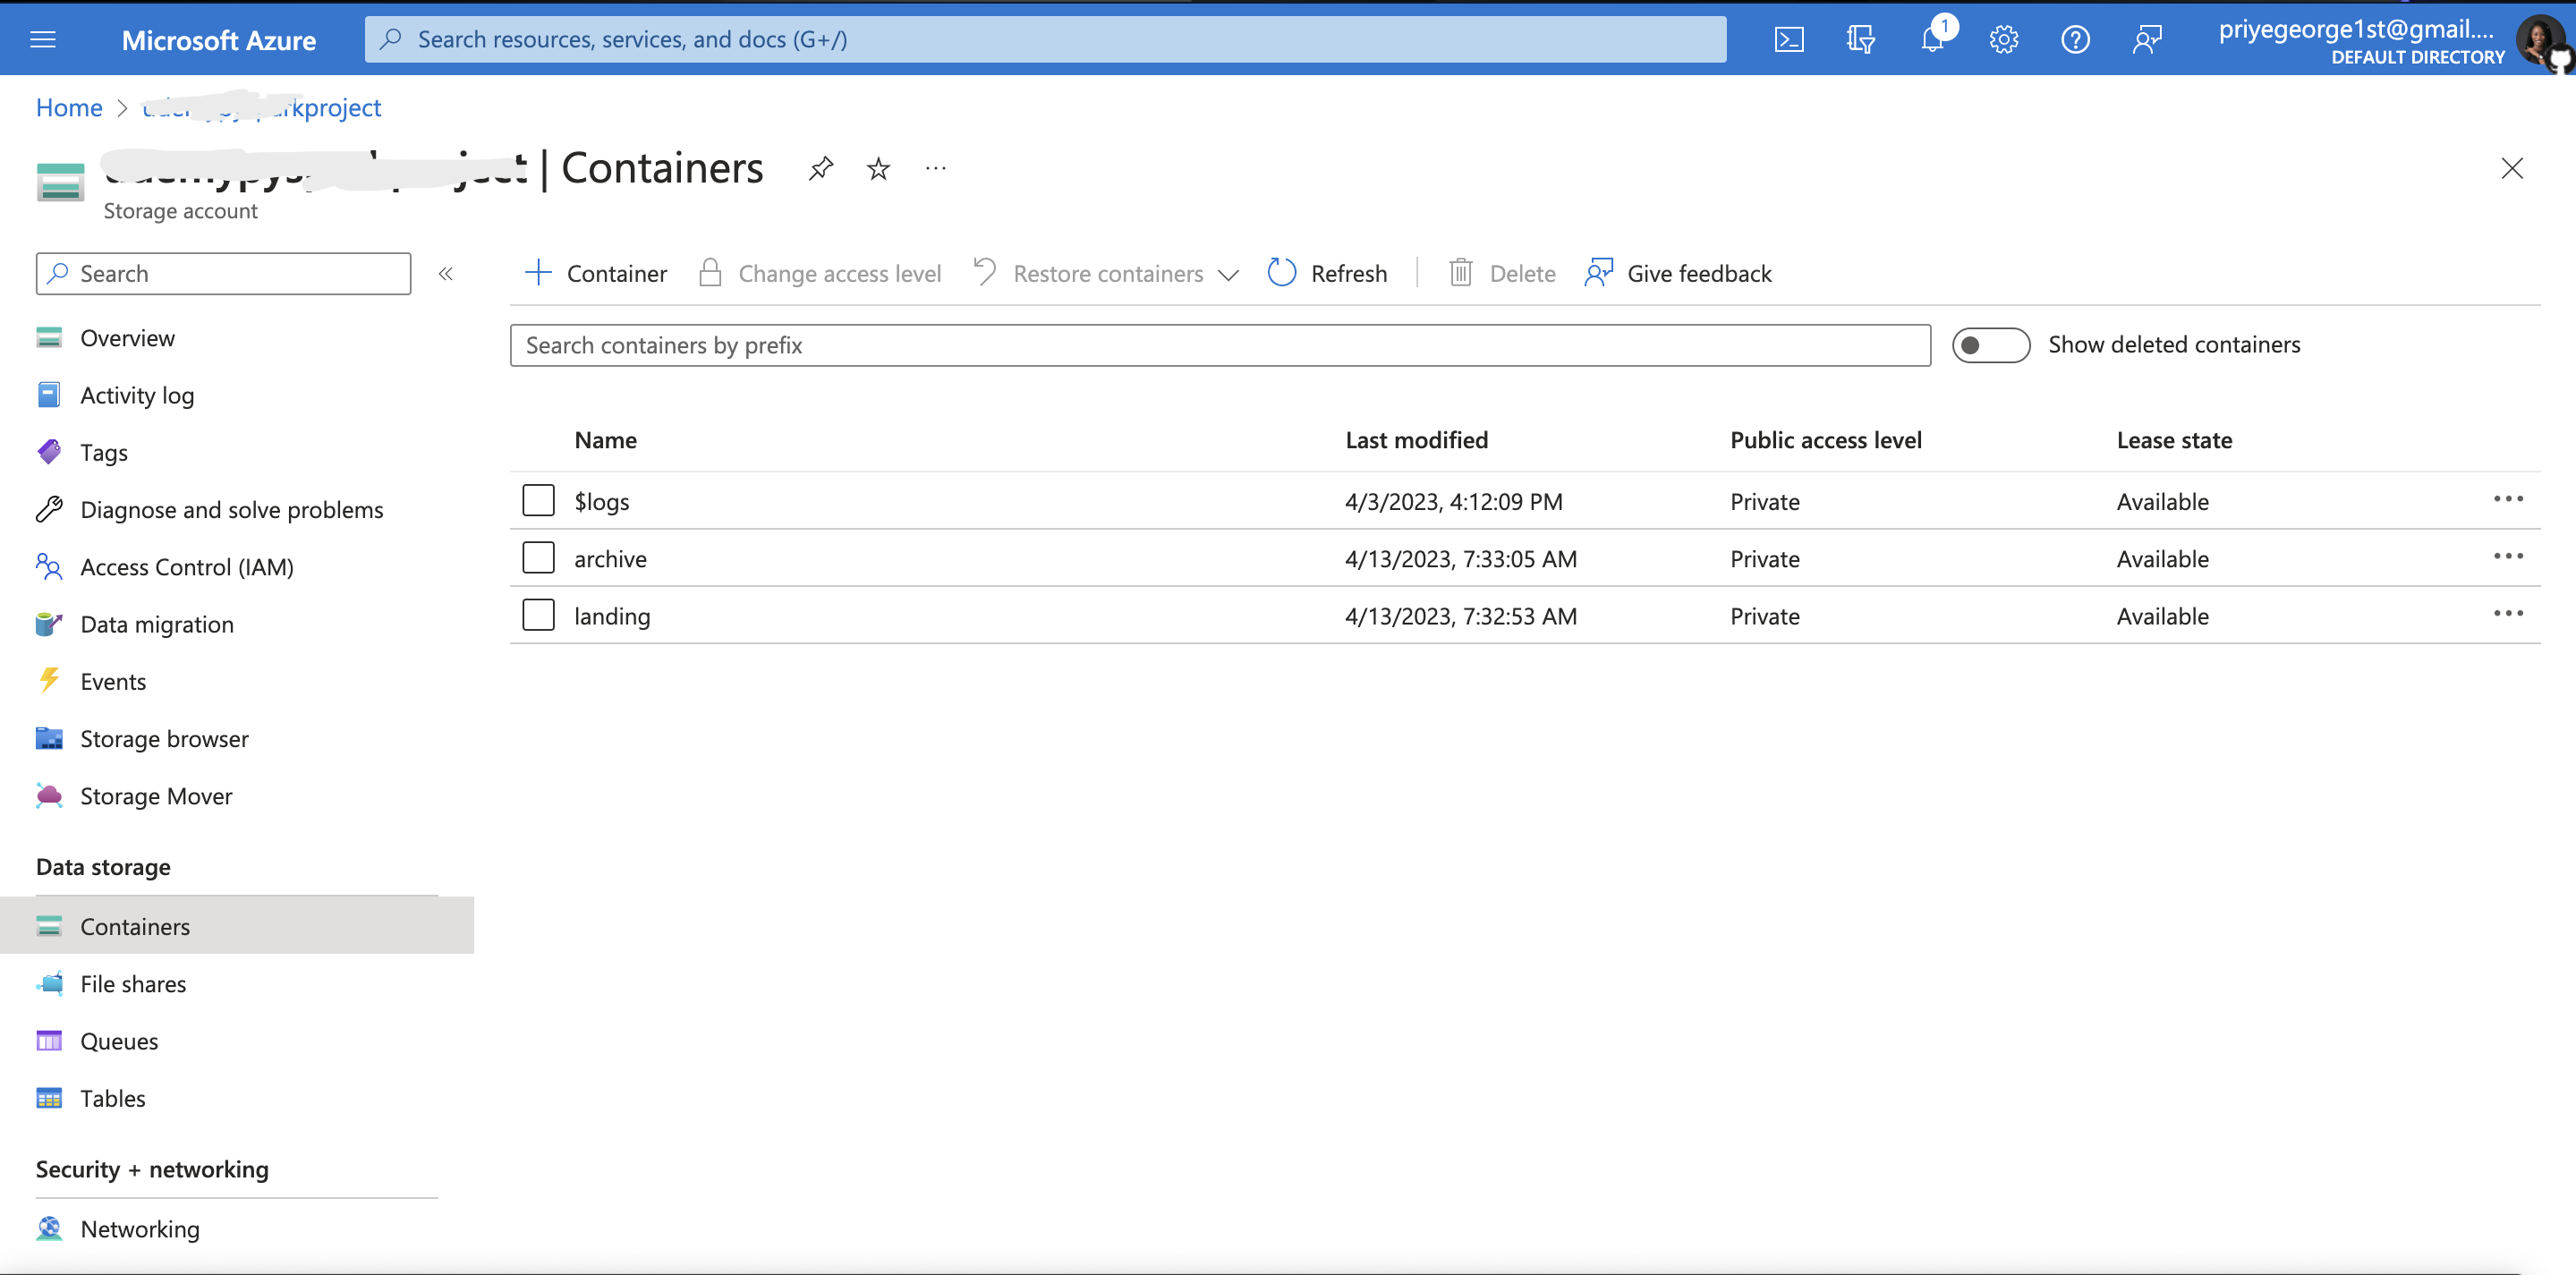 Microsoft Azure
Search resources, services, and docs (G+/)
1
priyegeorge1st@gmail....
DEFAULT DIRECTORY
Home >
| Containers
...
Storage account
Search
«
Container
Change access level
Restore containers
Refresh
Delete
Give feedback
Overview
Activity log
Tags
Diagnose and solve problems
Access Control (IAM)
Data migration
Events
Storage browser
Storage Mover
Data storage
Containers
File shares
Queues
Tables
Security + networking
Networking
Search containers by prefix
Show deleted containers
Name Last modified Public access level Lease state
$logs 4/3/2023, 4:12:09 PM Private Available ...
archive 4/13/2023, 7:33:05 AM Private Available ...
landing 4/13/2023, 7:32:53 AM Private Available ...